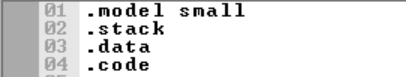 01 .model small
02 .stack
03 .data
04 .code